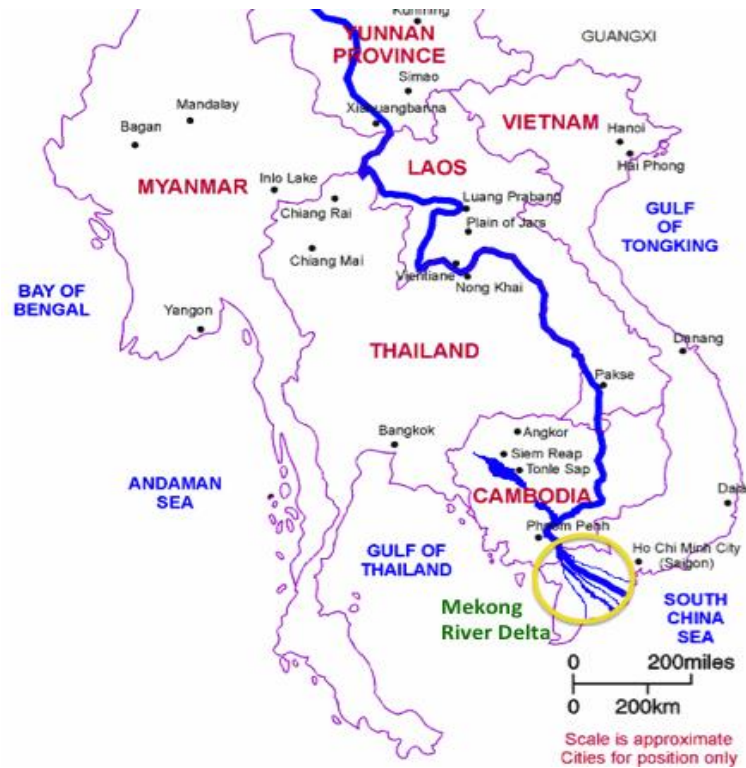 Kunming
YUNNAN
PROVINCE
GUANGXI
Simao
Mandalay
Bagan
VIETNAM
Hanoi
Hai Phong
LAOS
MYANMAR
Inlo Lake
Chiang Rai
Luang Prabang
Plain of Jars
GULF
OF
TONGKING
Chiang Mai
Vientiane
Nong Khai
BAY OF
BENGAL
Yangon
Danang
THAILAND
Pakse
Bangkok
Angkor
Siem Reap
Tonle Sap
ANDAMAN
SEA
CAMBODIA
Phnom Penh
GULF OF
THAILAND
Ho Chi Minh City
(Saigon)
Mekong
River Delta
SOUTH
CHINA
SEA
0 200miles
0 200km
Scale is approximate
Cities for position only